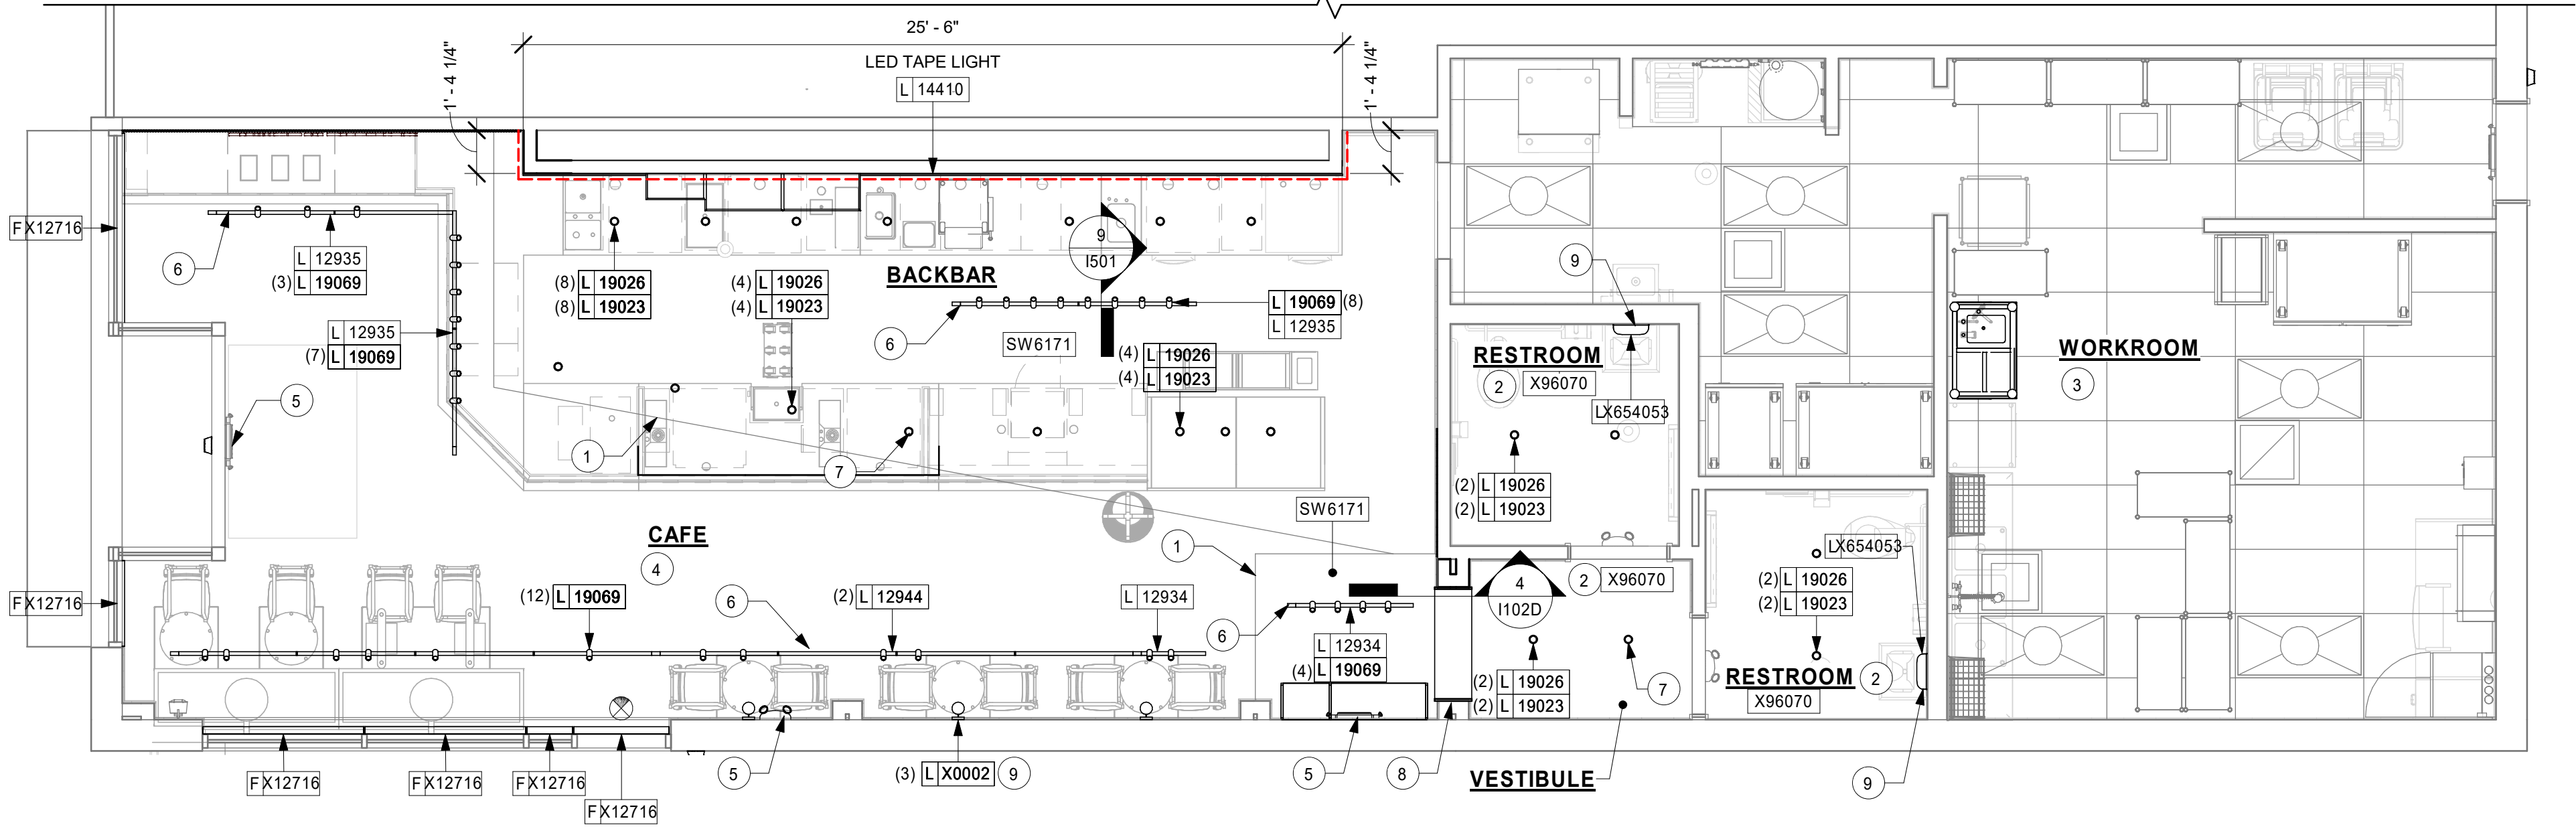 25' - 6"
LED TAPE LIGHT
L 14410
1' - 4 1/4"
1' - 4 1/4"
F X12716
6
L 12935
(3) L 19069
L 12935
(7) L 19069
5
(8) L 19026
(8) L 19023
(4) L 19026
(4) L 19023
BACKBAR
9
I501
6
L 19069 (8)
L 12935
SW6171
(4) L 19026
(4) L 19023
1
7
9
RESTROOM
2 X96070
LX654053
(2) L 19026
(2) L 19023
WORKROOM
3
CAFE
4
SW6171
1
F X12716
(12) L 19069
6
(2) L 12944
L 12934
6
L 12934
(4) L 19069
4
I102D
2 X96070
LX654053
(2) L 19026
(2) L 19023
RESTROOM 2
X96070
(2) L 19026
(2) L 19023
7
F X12716
F X12716
F X12716
F X12716
5
(3) L X0002 9
5
8
VESTIBULE
9